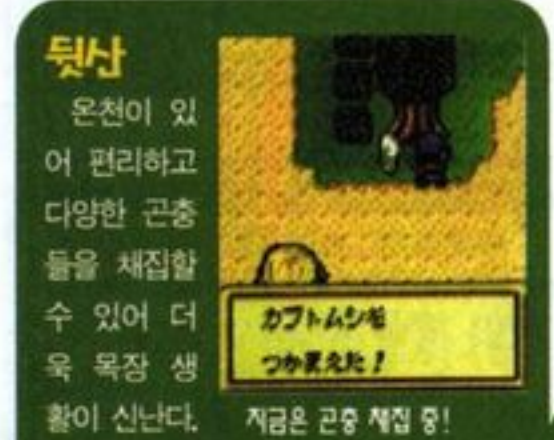 뒷산
온천이 있
어 편리하고
다양한 곤충
들을 채집할
수 있어 더
욱 목장 생
활이 신난다.
カブトムシを
つかまえた!
지금은 곤충 채집 중!